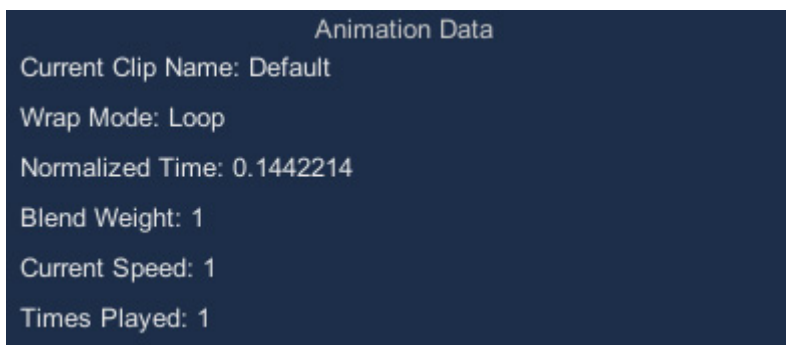 Animation Data
Current Clip Name: Default
Wrap Mode: Loop
Normalized Time: 0.1442214
Blend Weight: 1
Current Speed: 1
Times Played: 1